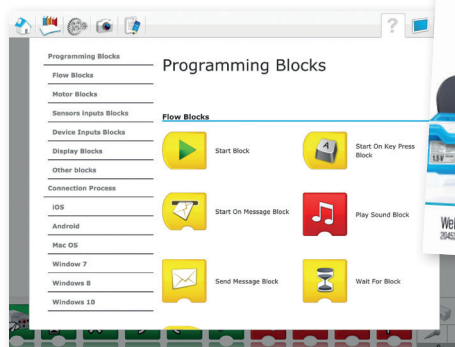 ?
Programming Blocks
Flow Blocks
Motor Blocks
Sensors inputs Blocks
Device Inputs Blocks
Display Blocks
Other blocks
Connection Process
iOS
Android
Mac OS
Window 7
Windows 8
Windows 10
Programming Blocks
Flow Blocks
Start Block
A
Start On Key Press
Block
Start On Message Block
Play Sound Block
Send Message Block
Wait For Block